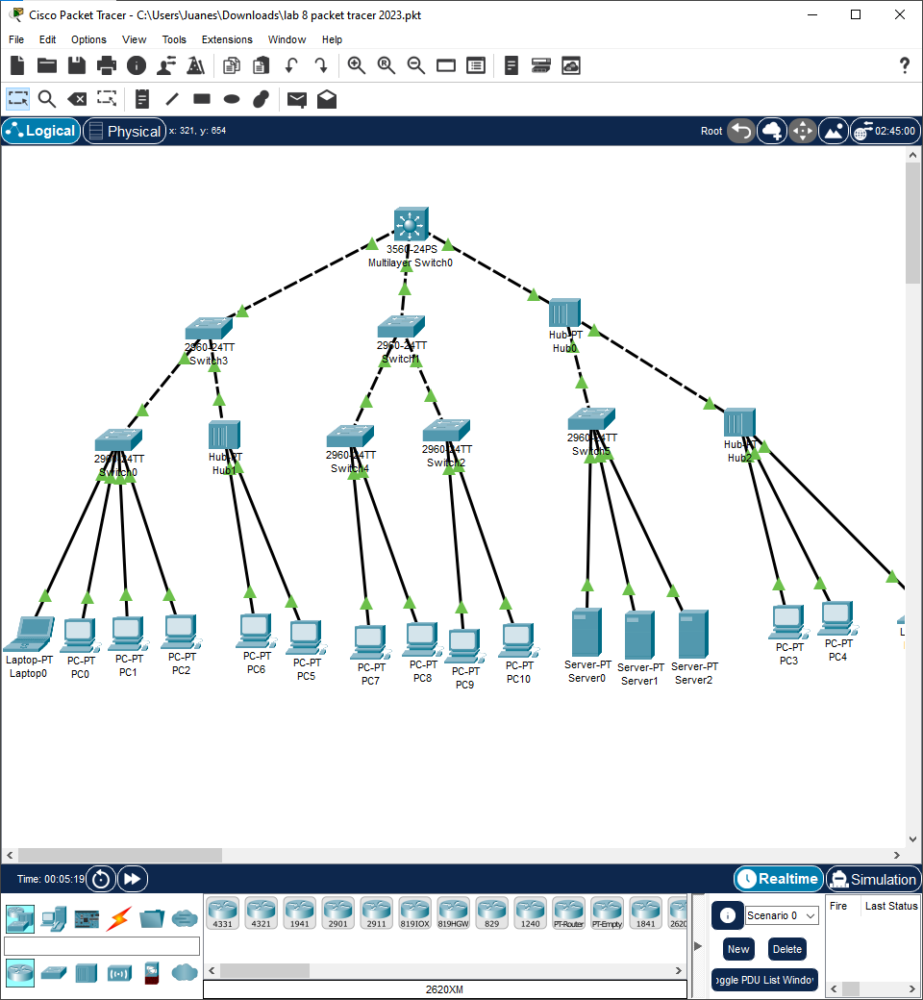 Cisco Packet Tracer - C:\Users\Juanes\Downloads\lab 8 packet tracer 2023.pkt
File Edit Options View Tools Extensions Window Help
Logical Physical x: 321, y: 654 Root 02:45:00
3560-24PS
Multilayer Switch0
2960-24TT
Switch3
2960-24TT
Switch1
Hub-PT
Hub0
2960-24TT
Switch0
Hub-PT
Hub1
2960-24TT
Switch4
2960-24TT
Switch2
2960-24TT
Switch5
Hub-PT
Hub2
Laptop-PT
Laptop0
PC-PT
PC0
PC-PT
PC1
PC-PT
PC2
PC-PT
PC6
PC-PT
PC5
PC-PT
PC7
PC-PT
PC8
PC-PT
PC9
PC-PT
PC10
Server-PT
Server0
Server-PT
Server1
Server-PT
Server2
PC-PT
PC3
PC-PT
PC4
Time: 00:05:19 Realtime Simulation
4331 4321 1941 2901 2911 819IOX 819HGW 829 1240 PT-Router PT-Empty 1841 2620
2620XM
Scenario 0
New Delete
oggle PDU List Windo
Fire Last Status